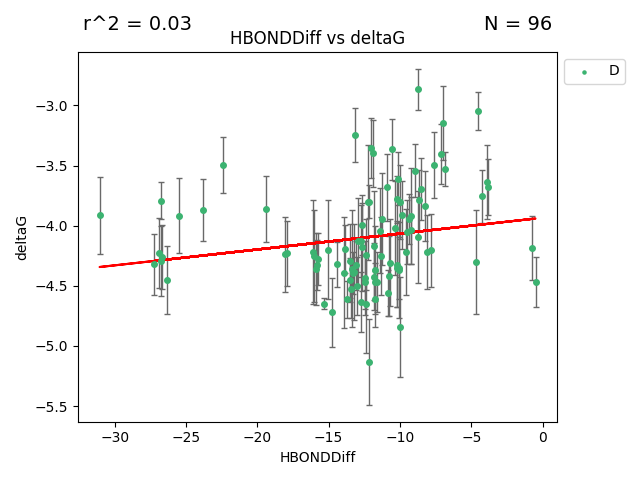 r^2 = 0.03
N = 96
HBONDDiff vs deltaG
D
−3.0
−3.5
−4.0
−4.5
−5.0
−5.5
deltaG
−30
−25
−20
−15
−10
−5
0
HBONDDiff